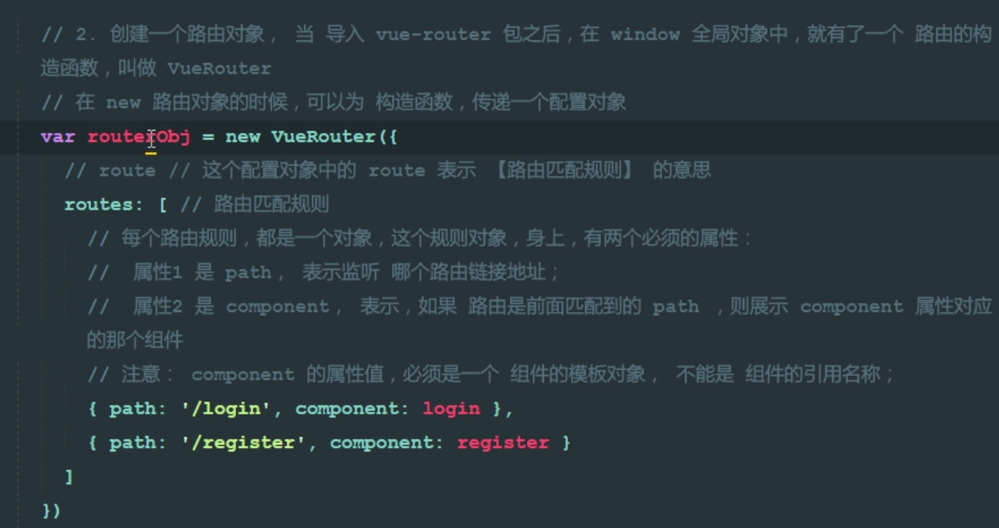 // 2. 创建一个路由对象， 当 导入 vue-router 包之后，在 window 全局对象中，就有了一个 路由的构
造函数，叫做 VueRouter
// 在 new 路由对象的时候，可以为 构造函数，传递一个配置对象
var routerObj = new VueRouter({
// route // 这个配置对象中的 route 表示 【路由匹配规则】 的意思
routes: [ // 路由匹配规则
// 每个路由规则，都是一个对象，这个规则对象，身上，有两个必须的属性：
//  属性1 是 path， 表示监听 哪个路由链接地址；
//  属性2 是 component， 表示，如果 路由是前面匹配到的 path ，则展示 component 属性对应
的那个组件
// 注意： component 的属性值，必须是一个 组件的模板对象， 不能是 组件的引用名称；
{ path: '/login', component: login },
{ path: '/register', component: register }
]
})